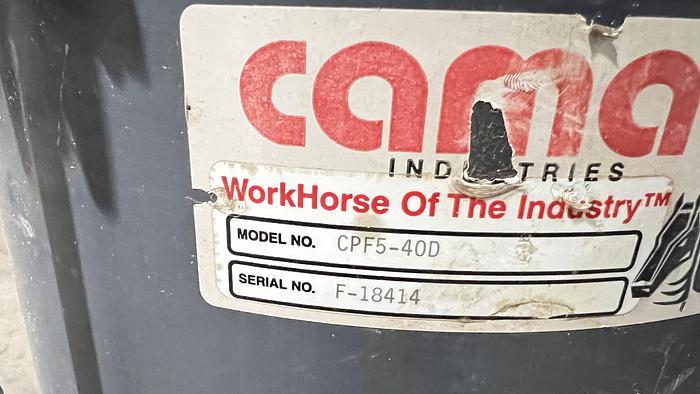 cama
INDUSTRIES
WorkHorse Of The Industry™
MODEL NO. CPF5-40D
SERIAL NO. F-18414